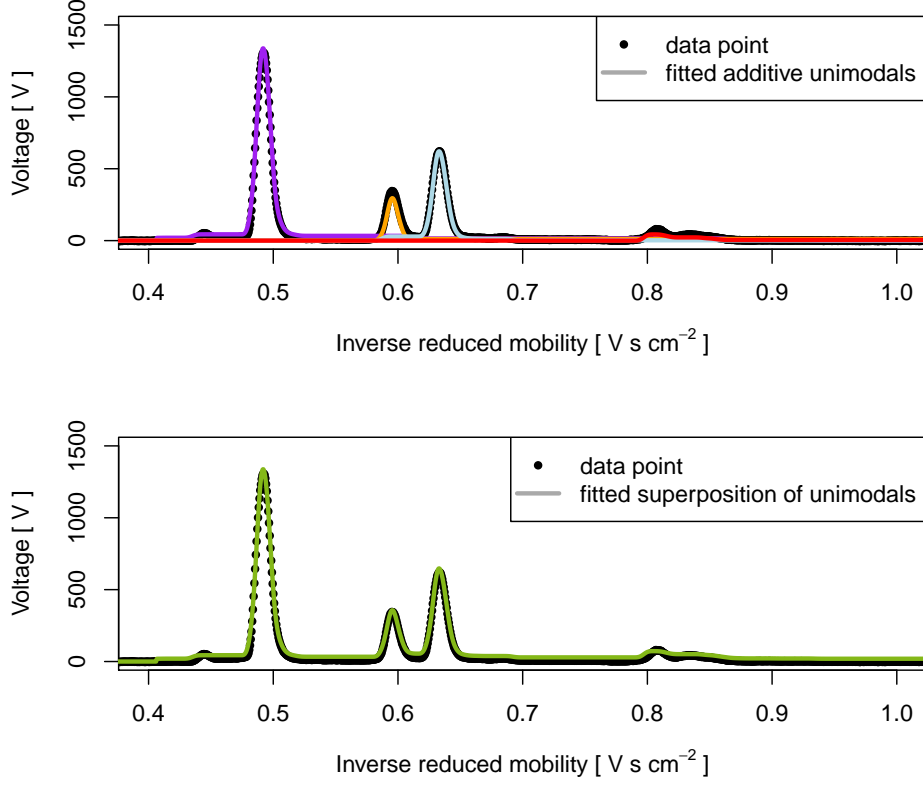 Voltage [ V ]
1500
1000
500
0
data point
fitted additive unimodals
0.4 0.5 0.6 0.7 0.8 0.9 1.0
Inverse reduced mobility [ V s cm⁻² ]
Voltage [ V ]
1500
1000
500
0
data point
fitted superposition of unimodals
0.4 0.5 0.6 0.7 0.8 0.9 1.0
Inverse reduced mobility [ V s cm⁻² ]